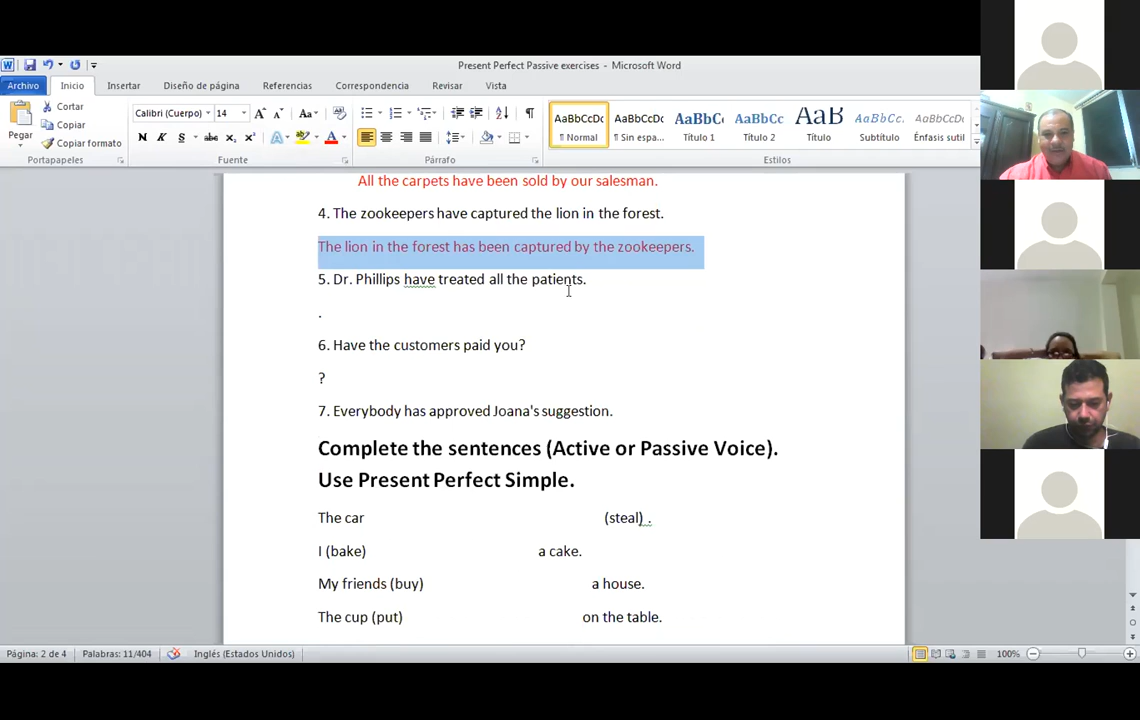 Present Perfect Passive exercises - Microsoft Word
Archivo Inicio Insertar Diseño de página Referencias Correspondencia Revisar Vista
Pegar
Cortar
Copiar
Copiar formato
Portapapeles
Calibri (Cuerpo) 14
Fuente
Párrafo
AaBbCcDc AaBbCcDc AaBbCc AaBbCc AaB AaBbCc. AaBbCcDc
¶ Normal ¶ Sin espa... Título 1 Título 2 Título Subtítulo Énfasis sutil
Estilos
All the carpets have been sold by our salesman.
4. The zookeepers have captured the lion in the forest.
The lion in the forest has been captured by the zookeepers.
5. Dr. Phillips have treated all the patients.
.
6. Have the customers paid you?
?
7. Everybody has approved Joana's suggestion.
Complete the sentences (Active or Passive Voice).
Use Present Perfect Simple.
The car (steal) .
I (bake) a cake.
My friends (buy) a house.
The cup (put) on the table.
Página: 2 de 4 Palabras: 11/404 Inglés (Estados Unidos) 100%